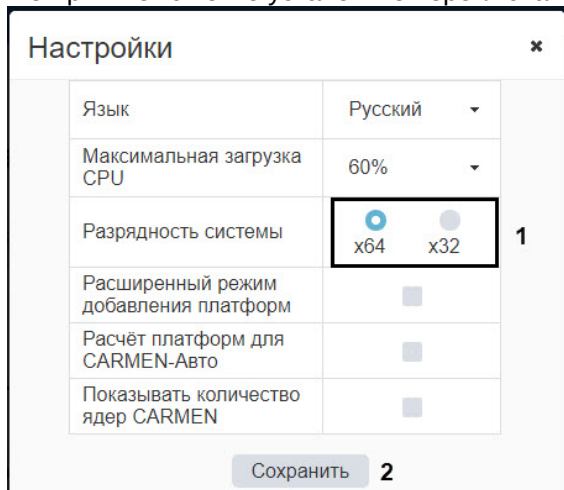 Настройки
×
Язык
Русский
Максимальная загрузка
CPU
60%
Разрядность системы
x64 x32
1
Расширенный режим
добавления платформ
Расчёт платформ для
CARMEN-Авто
Показывать количество
ядер CARMEN
Сохранить 2